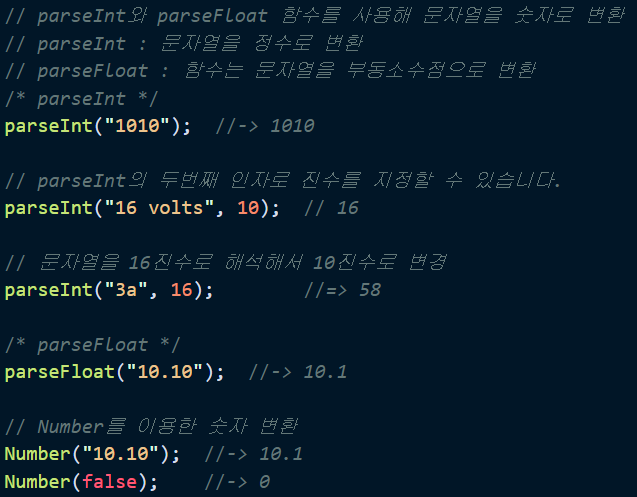 // parseInt와 parseFloat 함수를 사용해 문자열을 숫자로 변환
// parseInt : 문자열을 정수로 변환
// parseFloat : 함수는 문자열을 부동소수점으로 변환
/* parseInt */
parseInt("1010");  //-> 1010

// parseInt의 두번째 인자로 진수를 지정할 수 있습니다.
parseInt("16 volts", 10);  // 16

// 문자열을 16진수로 해석해서 10진수로 변경
parseInt("3a", 16);        //=> 58

/* parseFloat */
parseFloat("10.10");  //-> 10.1

// Number를 이용한 숫자 변환
Number("10.10");  //-> 10.1
Number(false);    //-> 0